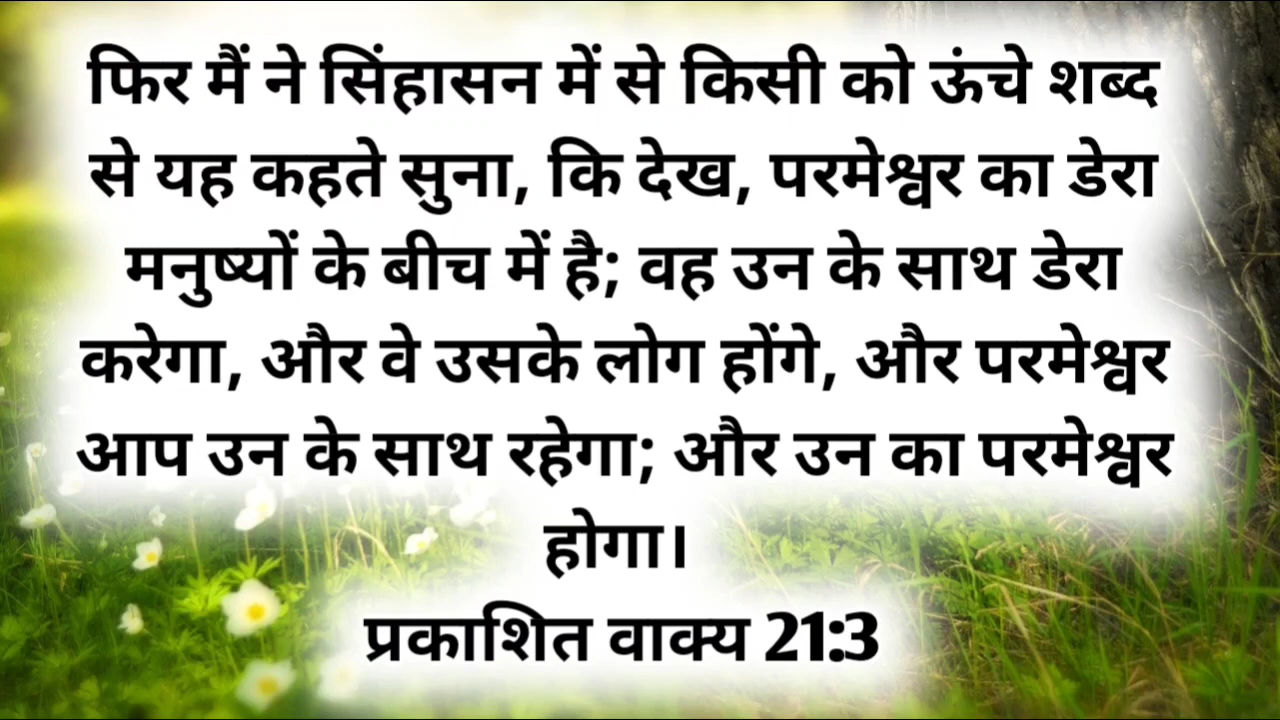 फिर मैं ने सिंहासन में से किसी को ऊंचे शब्द
से यह कहते सुना, कि देख, परमेश्वर का डेरा
मनुष्यों के बीच में है; वह उन के साथ डेरा
करेगा, और वे उसके लोग होंगे, और परमेश्वर
आप उन के साथ रहेगा; और उन का परमेश्वर
होगा।
प्रकाशित वाक्य 21:3